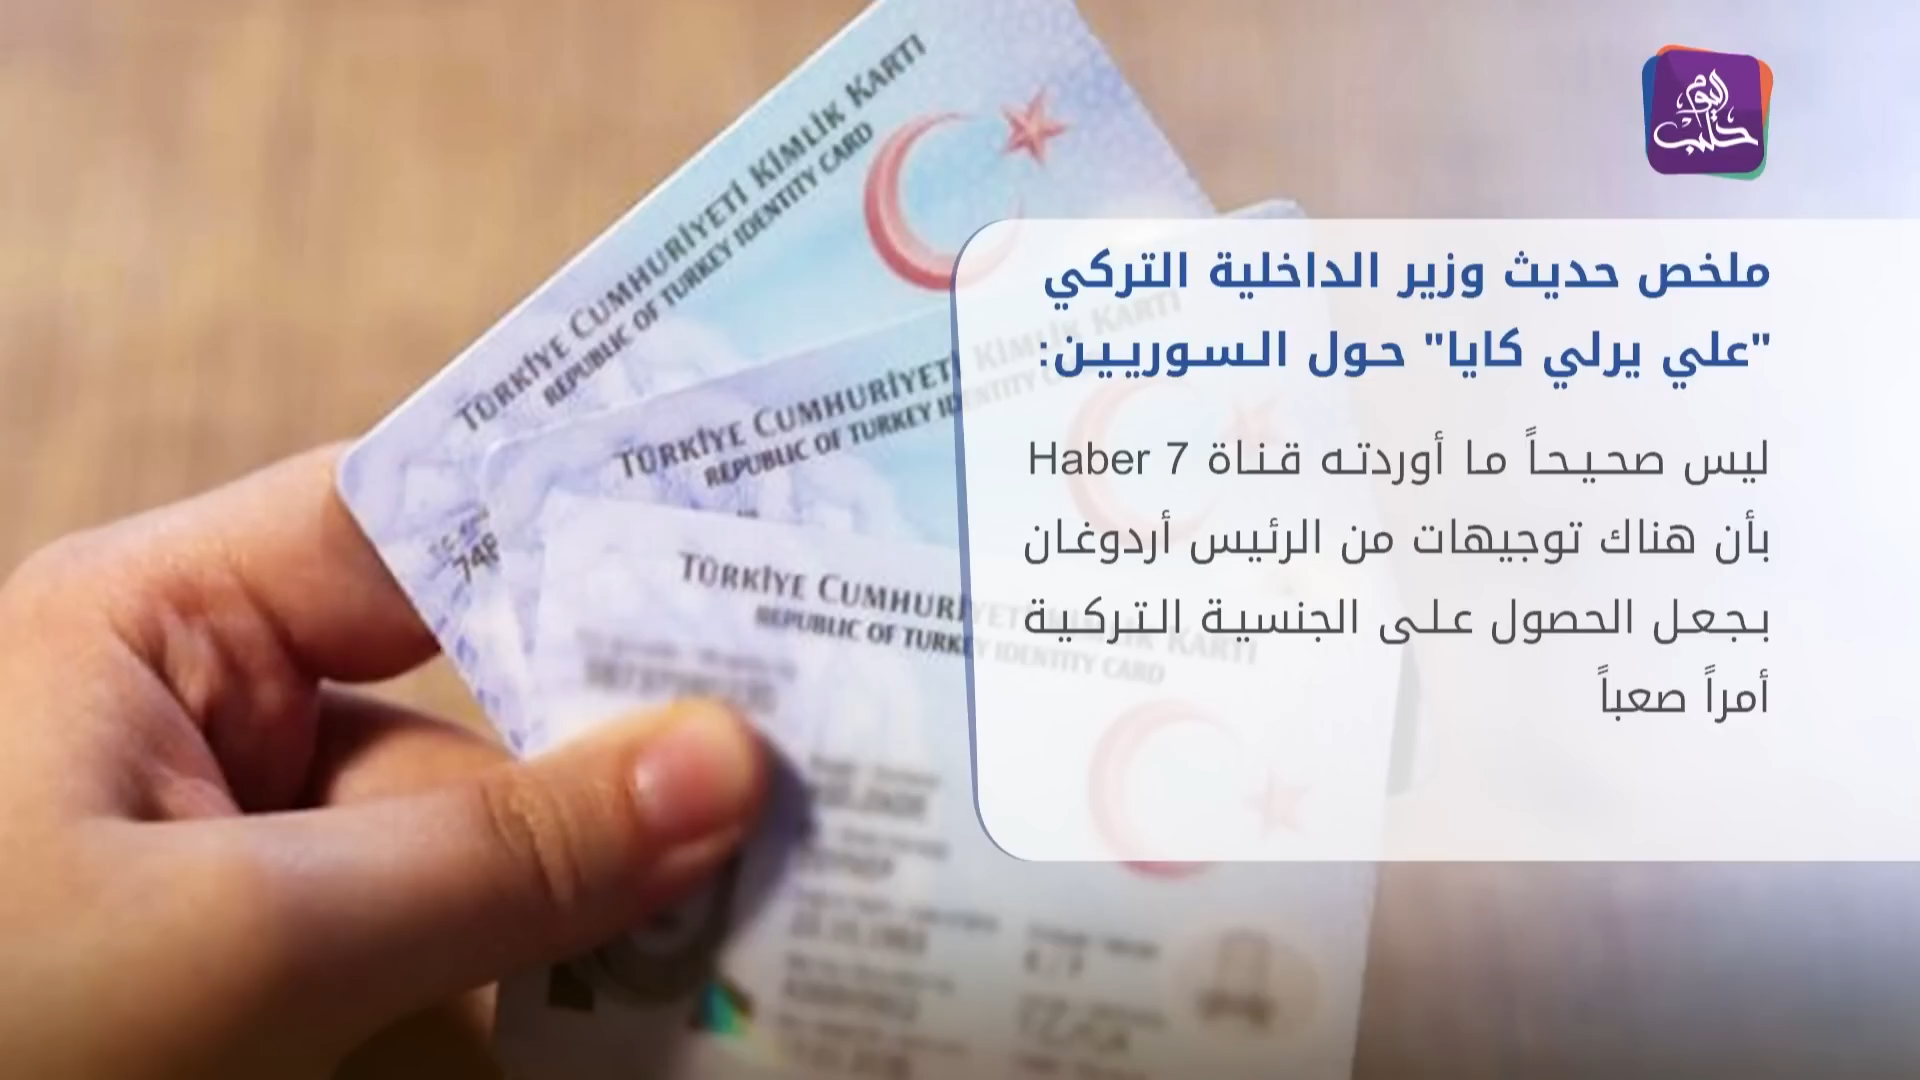 حلب اليوم
ملخص حديث وزير الداخلية التركي
"علي يرلي كايا" حول السوريين:
ليس صحيحاً ما أوردته قناة Haber 7
بأن هناك توجيهات من الرئيس أردوغان
بجعل الحصول على الجنسية التركية
أمراً صعباً
TÜRKİYE CUMHURİYETİ KİMLİK KARTI
REPUBLIC OF TURKEY IDENTITY CARD
TÜRKİYE CUMHURİYETİ KİMLİK KARTI
REPUBLIC OF TURKEY IDENTITY CARD
TÜRKİYE CUMHURİYETİ KİMLİK KARTI
REPUBLIC OF TURKEY IDENTITY CARD